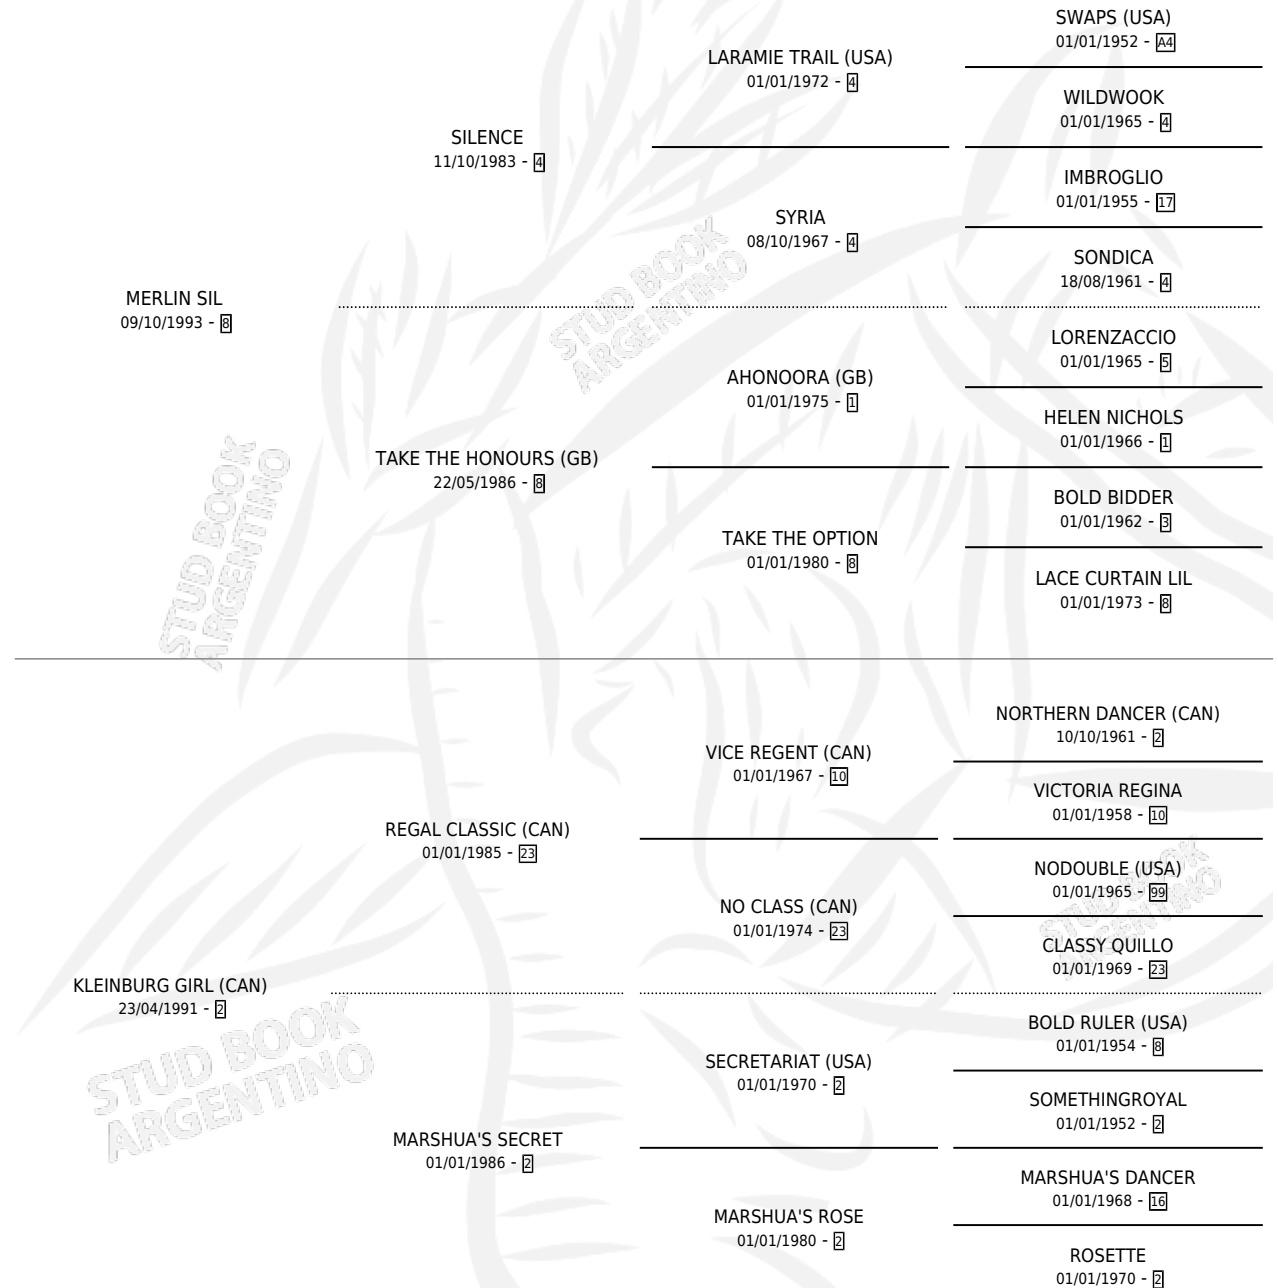 SWAPS (USA)
01/01/1952 - A4
LARAMIE TRAIL (USA)
01/01/1972 - 4
WILDWOOK
01/01/1965 - 4
SILENCE
11/10/1983 - 4
IMBROGLIO
01/01/1955 - 17
SYRIA
08/10/1967 - 4
SONDICA
18/08/1961 - 4
MERLIN SIL
09/10/1993 - 8
STUD BOOK
ARGENTINO
LORENZACCIO
01/01/1965 - 5
AHONOORA (GB)
01/01/1975 - 1
HELEN NICHOLS
01/01/1966 - 1
TAKE THE HONOURS (GB)
22/05/1986 - 8
BOLD BIDDER
01/01/1962 - 3
TAKE THE OPTION
01/01/1980 - 8
LACE CURTAIN LIL
01/01/1973 - 8
STUD BOOK
ARGENTINO
NORTHERN DANCER (CAN)
10/10/1961 - 2
VICE REGENT (CAN)
01/01/1967 - 10
VICTORIA REGINA
01/01/1958 - 10
REGAL CLASSIC (CAN)
01/01/1985 - 23
NODOUBLE (USA)
01/01/1965 - 99
NO CLASS (CAN)
01/01/1974 - 23
CLASSY QUILLO
01/01/1969 - 23
STUD BOOK
ARGENTINO
KLEINBURG GIRL (CAN)
23/04/1991 - 2
BOLD RULER (USA)
01/01/1954 - 8
SECRETARIAT (USA)
01/01/1970 - 2
SOMETHINGROYAL
01/01/1952 - 2
STUD BOOK
ARGENTINO
MARSHUA'S SECRET
01/01/1986 - 2
MARSHUA'S DANCER
01/01/1968 - 16
MARSHUA'S ROSE
01/01/1980 - 2
ROSETTE
01/01/1970 - 2